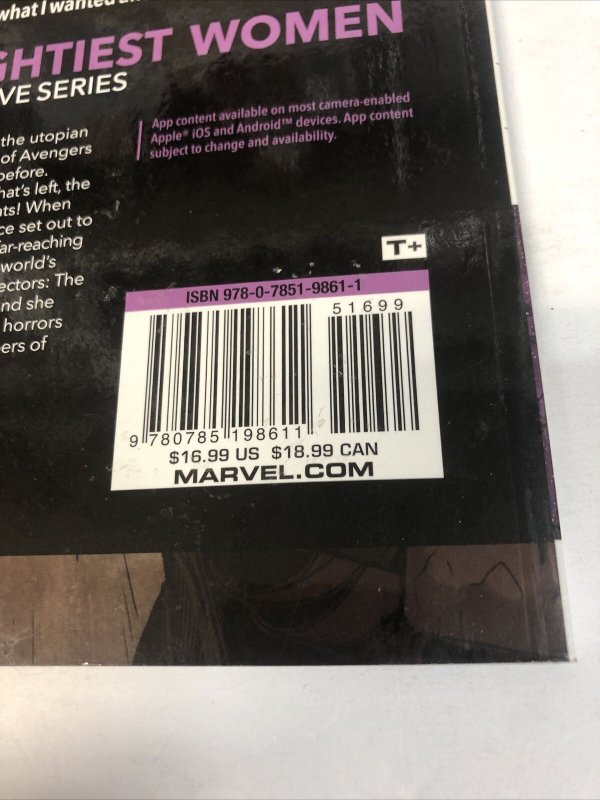 what I wanted
GHTIEST WOMEN
VE SERIES
App content available on most camera-enabled
Apple® iOS and Android™ devices. App content
subject to change and availability.
the utopian
of Avengers
before.
hat's left, the
nts! When
ce set out to
far-reaching
world's
ectors: The
nd she
horrors
ers of
T+
ISBN 978-0-7851-9861-1
51699
9 780785 198611
$16.99 US $18.99 CAN
MARVEL.COM